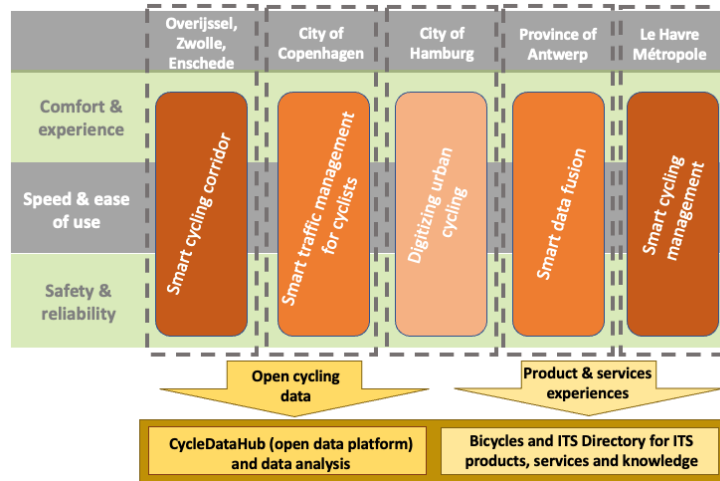 Overijssel,
Zwolle,
Enschede
City of
Copenhagen
City of
Hamburg
Province of
Antwerp
Le Havre
Métropole
Comfort &
experience
Speed & ease
of use
Safety &
reliability
Smart cycling corridor
Smart traffic management
for cyclists
Digitizing urban
cycling
Smart data fusion
Smart cycling
management
Open cycling
data
Product & services
experiences
CycleDataHub (open data platform)
and data analysis
Bicycles and ITS Directory for ITS
products, services and knowledge